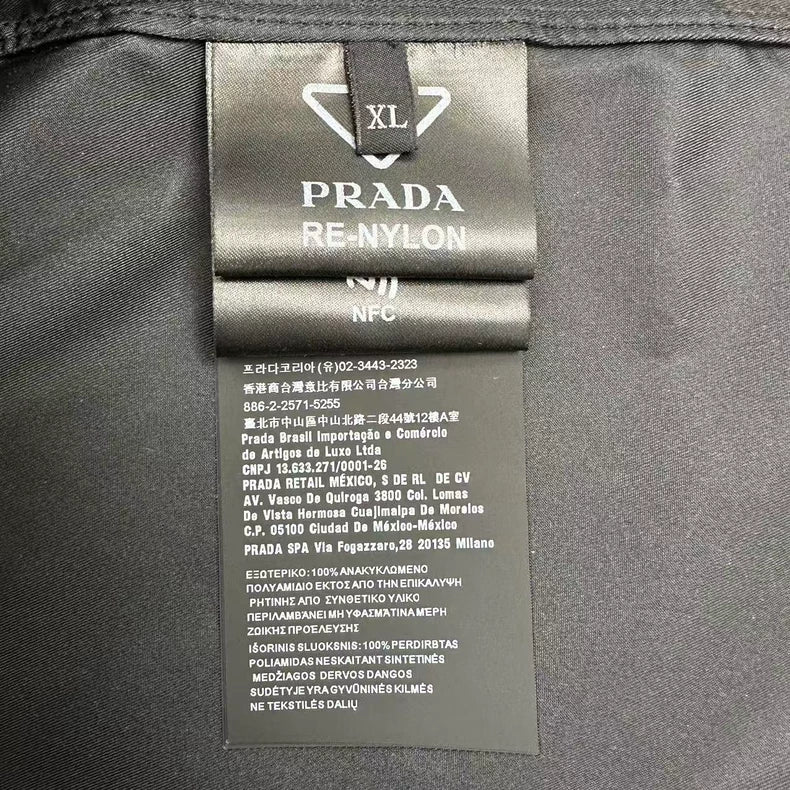 XL
PRADA
RE-NYLON
NFC
프라다코리아(유)02-3443-2323
香港商台灣意比有限公司台灣分公司
886-2-2571-5255
臺北市中山區中山北路二段44號12樓A室
Prada Brasil Importação e Comércio
de Artigos de Luxo Ltda
CNPJ 13.633.271/0001-26
PRADA RETAIL MÉXICO, S DE RL DE CV
AV. Vasco De Quiroga 3800 Col. Lomas
De Vista Hermosa Cuajimalpa De Morelos
C.P. 05100 Ciudad De México-México
PRADA SPA Via Fogazzaro,28 20135 Milano
ΕΞΩΤΕΡΙΚΟ: 100% ΑΝΑΚΥΚΛΩΜΕΝΟ
ΠΟΛΥΑΜΙΔΙΟ ΕΚΤΟΣ ΑΠΟ ΤΗΝ ΕΠΙΚΑΛΥΨΗ
ΡΗΤΙΝΗΣ ΑΠΟ ΣΥΝΘΕΤΙΚΟ ΥΛΙΚΟ
ΠΕΡΙΛΑΜΒΑΝΕΙ ΜΗ ΥΦΑΣΜΑΤΙΝΑ ΜΕΡΗ
ΖΩΙΚΗΣ ΠΡΟΈΛΕΥΣΗΣ
IŠORINIS SLUOKSNIS: 100% PERDIRBTAS
POLIAMIDAS NESKAITANT SINTETINĖS
MEDŽIAGOS DERVOS DANGOS
SUDĖTYJE YRA GYVŪNINĖS KILMĖS
NE TEKSTILĖS DALIŲ